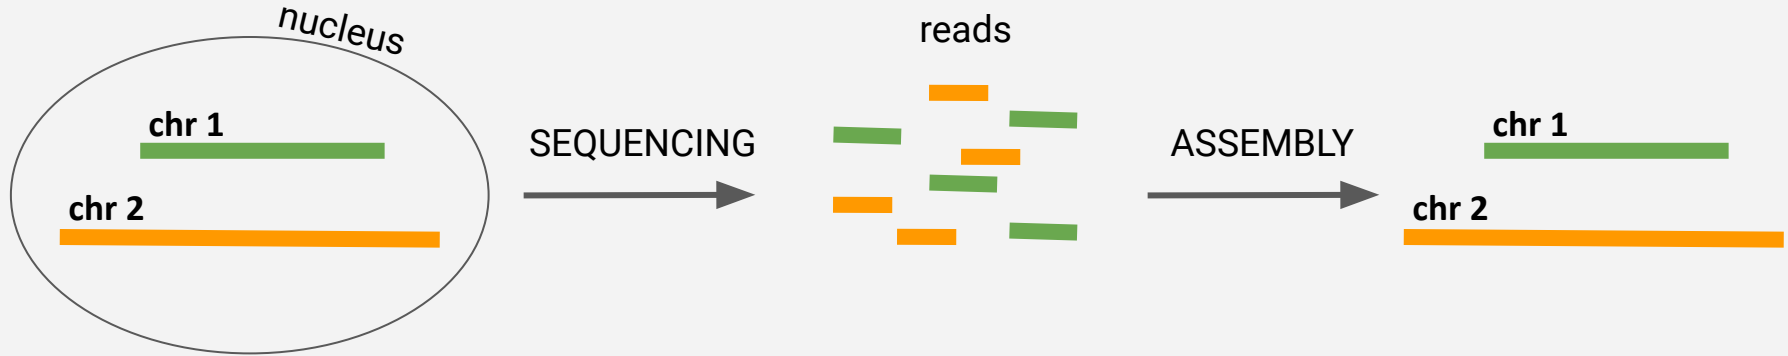 nucleus
chr 1
chr 2
SEQUENCING
reads
ASSEMBLY
chr 1
chr 2